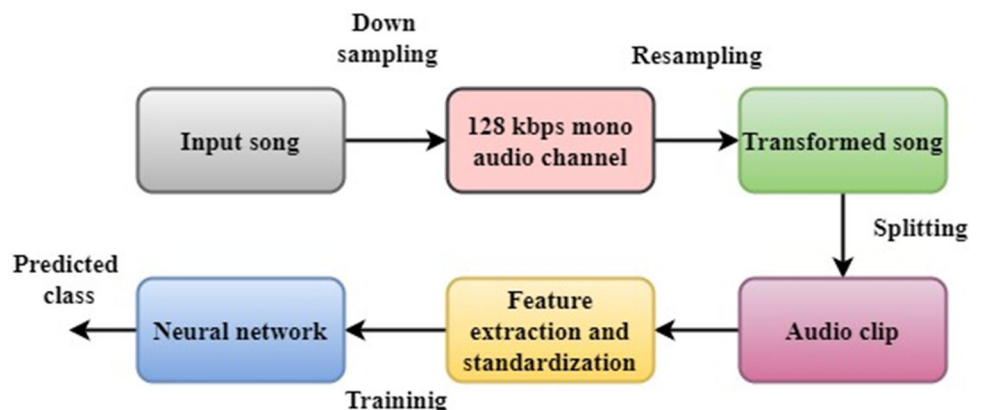 Down
sampling
Resampling
Input song
128 kbps mono
audio channel
Transformed song
Splitting
Predicted
class
Neural network
Feature
extraction and
standardization
Audio clip
Traininig